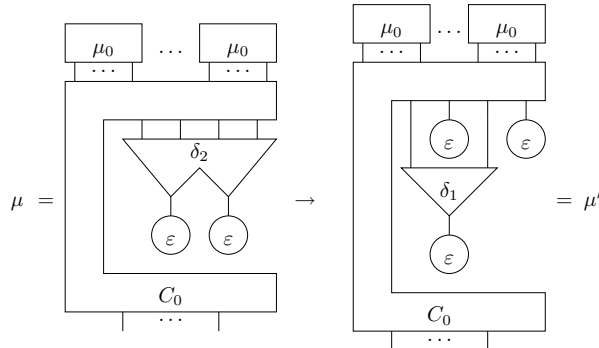 μ₀ ··· μ₀ μ₀ ··· μ₀
··· ··· ··· ···
δ₂ ε ε
μ = → δ₁ = μ′
ε ε ε
C₀ C₀
··· ···